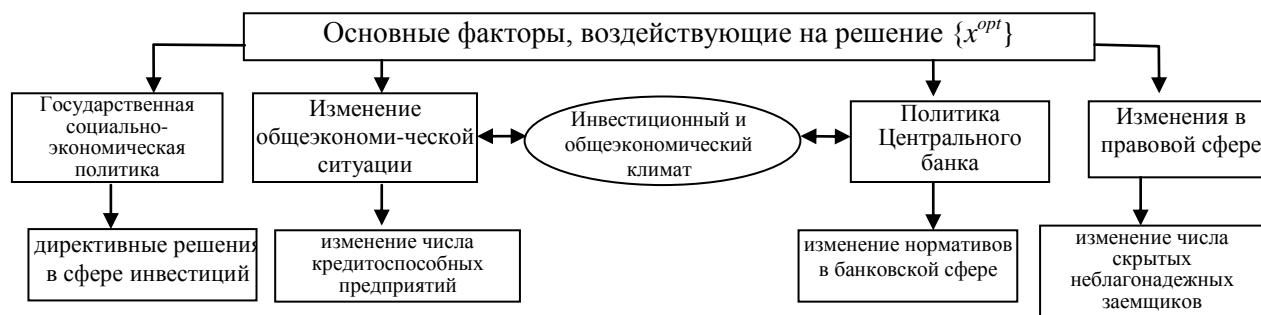 Основные факторы, воздействующие на решение {x^opt}
Государственная
социально-
экономическая
политика
Изменение
общеэкономи-ческой
ситуации
Инвестиционный и
общеэкономический
климат
Политика
Центрального
банка
Изменения в
правовой сфере
директивные решения
в сфере инвестиций
изменение числа
кредитоспособных
предприятий
изменение нормативов
в банковской сфере
изменение числа
скрытых
неблагонадежных
заемщиков